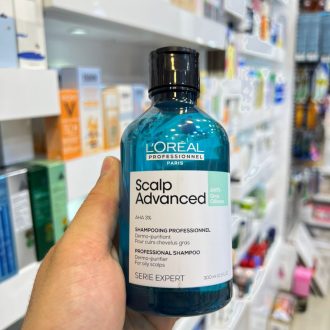 L'ORÉAL
PROFESSIONNEL
PARIS
Scalp
Advanced
AHA 3%
SHAMPOOING PROFESSIONNEL
Dermo-purifiant
Pour cuirs chevelus gras
PROFESSIONAL SHAMPOO
Dermo-purifier
For oily scalps
SERIE EXPERT